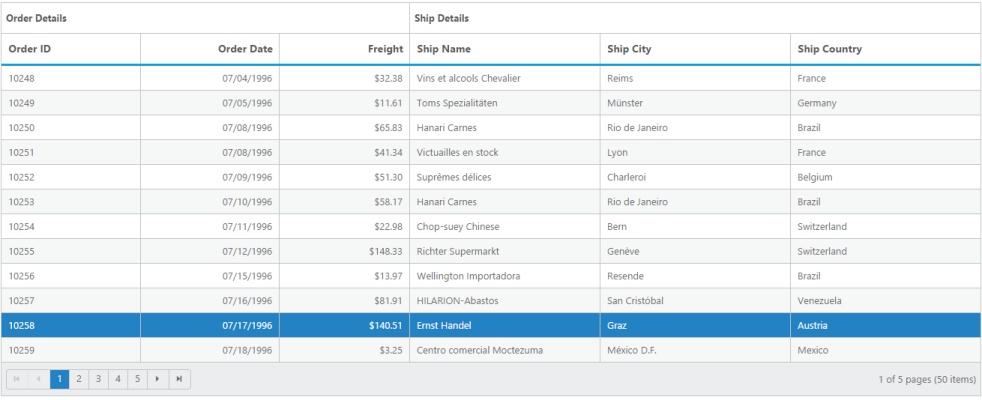 Order Details Ship Details
Order ID Order Date Freight Ship Name Ship City Ship Country
10248 07/04/1996 $32.38 Vins et alcools Chevalier Reims France
10249 07/05/1996 $11.61 Toms Spezialitäten Münster Germany
10250 07/08/1996 $65.83 Hanari Carnes Rio de Janeiro Brazil
10251 07/08/1996 $41.34 Victuailles en stock Lyon France
10252 07/09/1996 $51.30 Suprêmes délices Charleroi Belgium
10253 07/10/1996 $58.17 Hanari Carnes Rio de Janeiro Brazil
10254 07/11/1996 $22.98 Chop-suey Chinese Bern Switzerland
10255 07/12/1996 $148.33 Richter Supermarkt Genève Switzerland
10256 07/15/1996 $13.97 Wellington Importadora Resende Brazil
10257 07/16/1996 $81.91 HILARION-Abastos San Cristóbal Venezuela
10258 07/17/1996 $140.51 Ernst Handel Graz Austria
10259 07/18/1996 $3.25 Centro comercial Moctezuma México D.F. Mexico
1 2 3 4 5 1 of 5 pages (50 items)